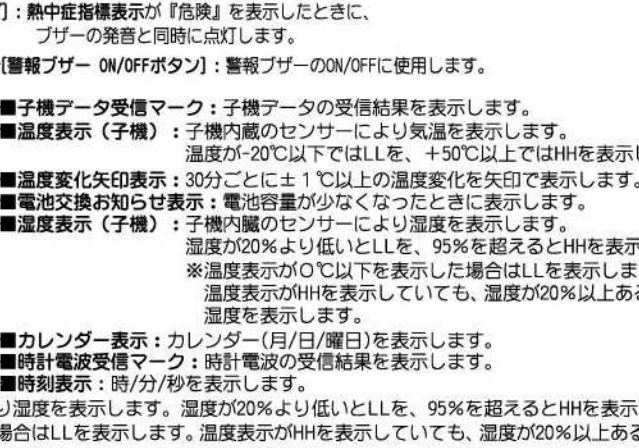 ]：熱中症指標表示が『危険』を表示したときに、
ブザーの発音と同時に点灯します。
[警報ブザー ON/OFFボタン]：警報ブザーのON/OFFに使用します。
■子機データ受信マーク：子機データの受信結果を表示します。
■温度表示（子機）：子機内蔵のセンサーにより気温を表示します。
温度が-20℃以下ではLLを、＋50℃以上ではHHを表示し
■温度変化矢印表示：30分ごとに±１℃以上の温度変化を矢印で表示します。
■電池交換お知らせ表示：電池容量が少なくなったときに表示します。
■湿度表示（子機）：子機内臓のセンサーにより湿度を表示します。
湿度が20％より低いとLLを、95％を超えるとHHを表示
※温度表示が０℃以下を表示した場合はLLを表示しま
温度表示がHHを表示していても、湿度が20％以上ある
湿度を表示します。
■カレンダー表示：カレンダー(月/日/曜日)を表示します。
■時計電波受信マーク：時計電波の受信結果を表示します。
■時刻表示：時/分/秒を表示します。
り湿度を表示します。湿度が20％より低いとLLを、95％を超えるとHHを表示
場合はLLを表示します。温度表示がHHを表示していても、湿度が20％以上ある